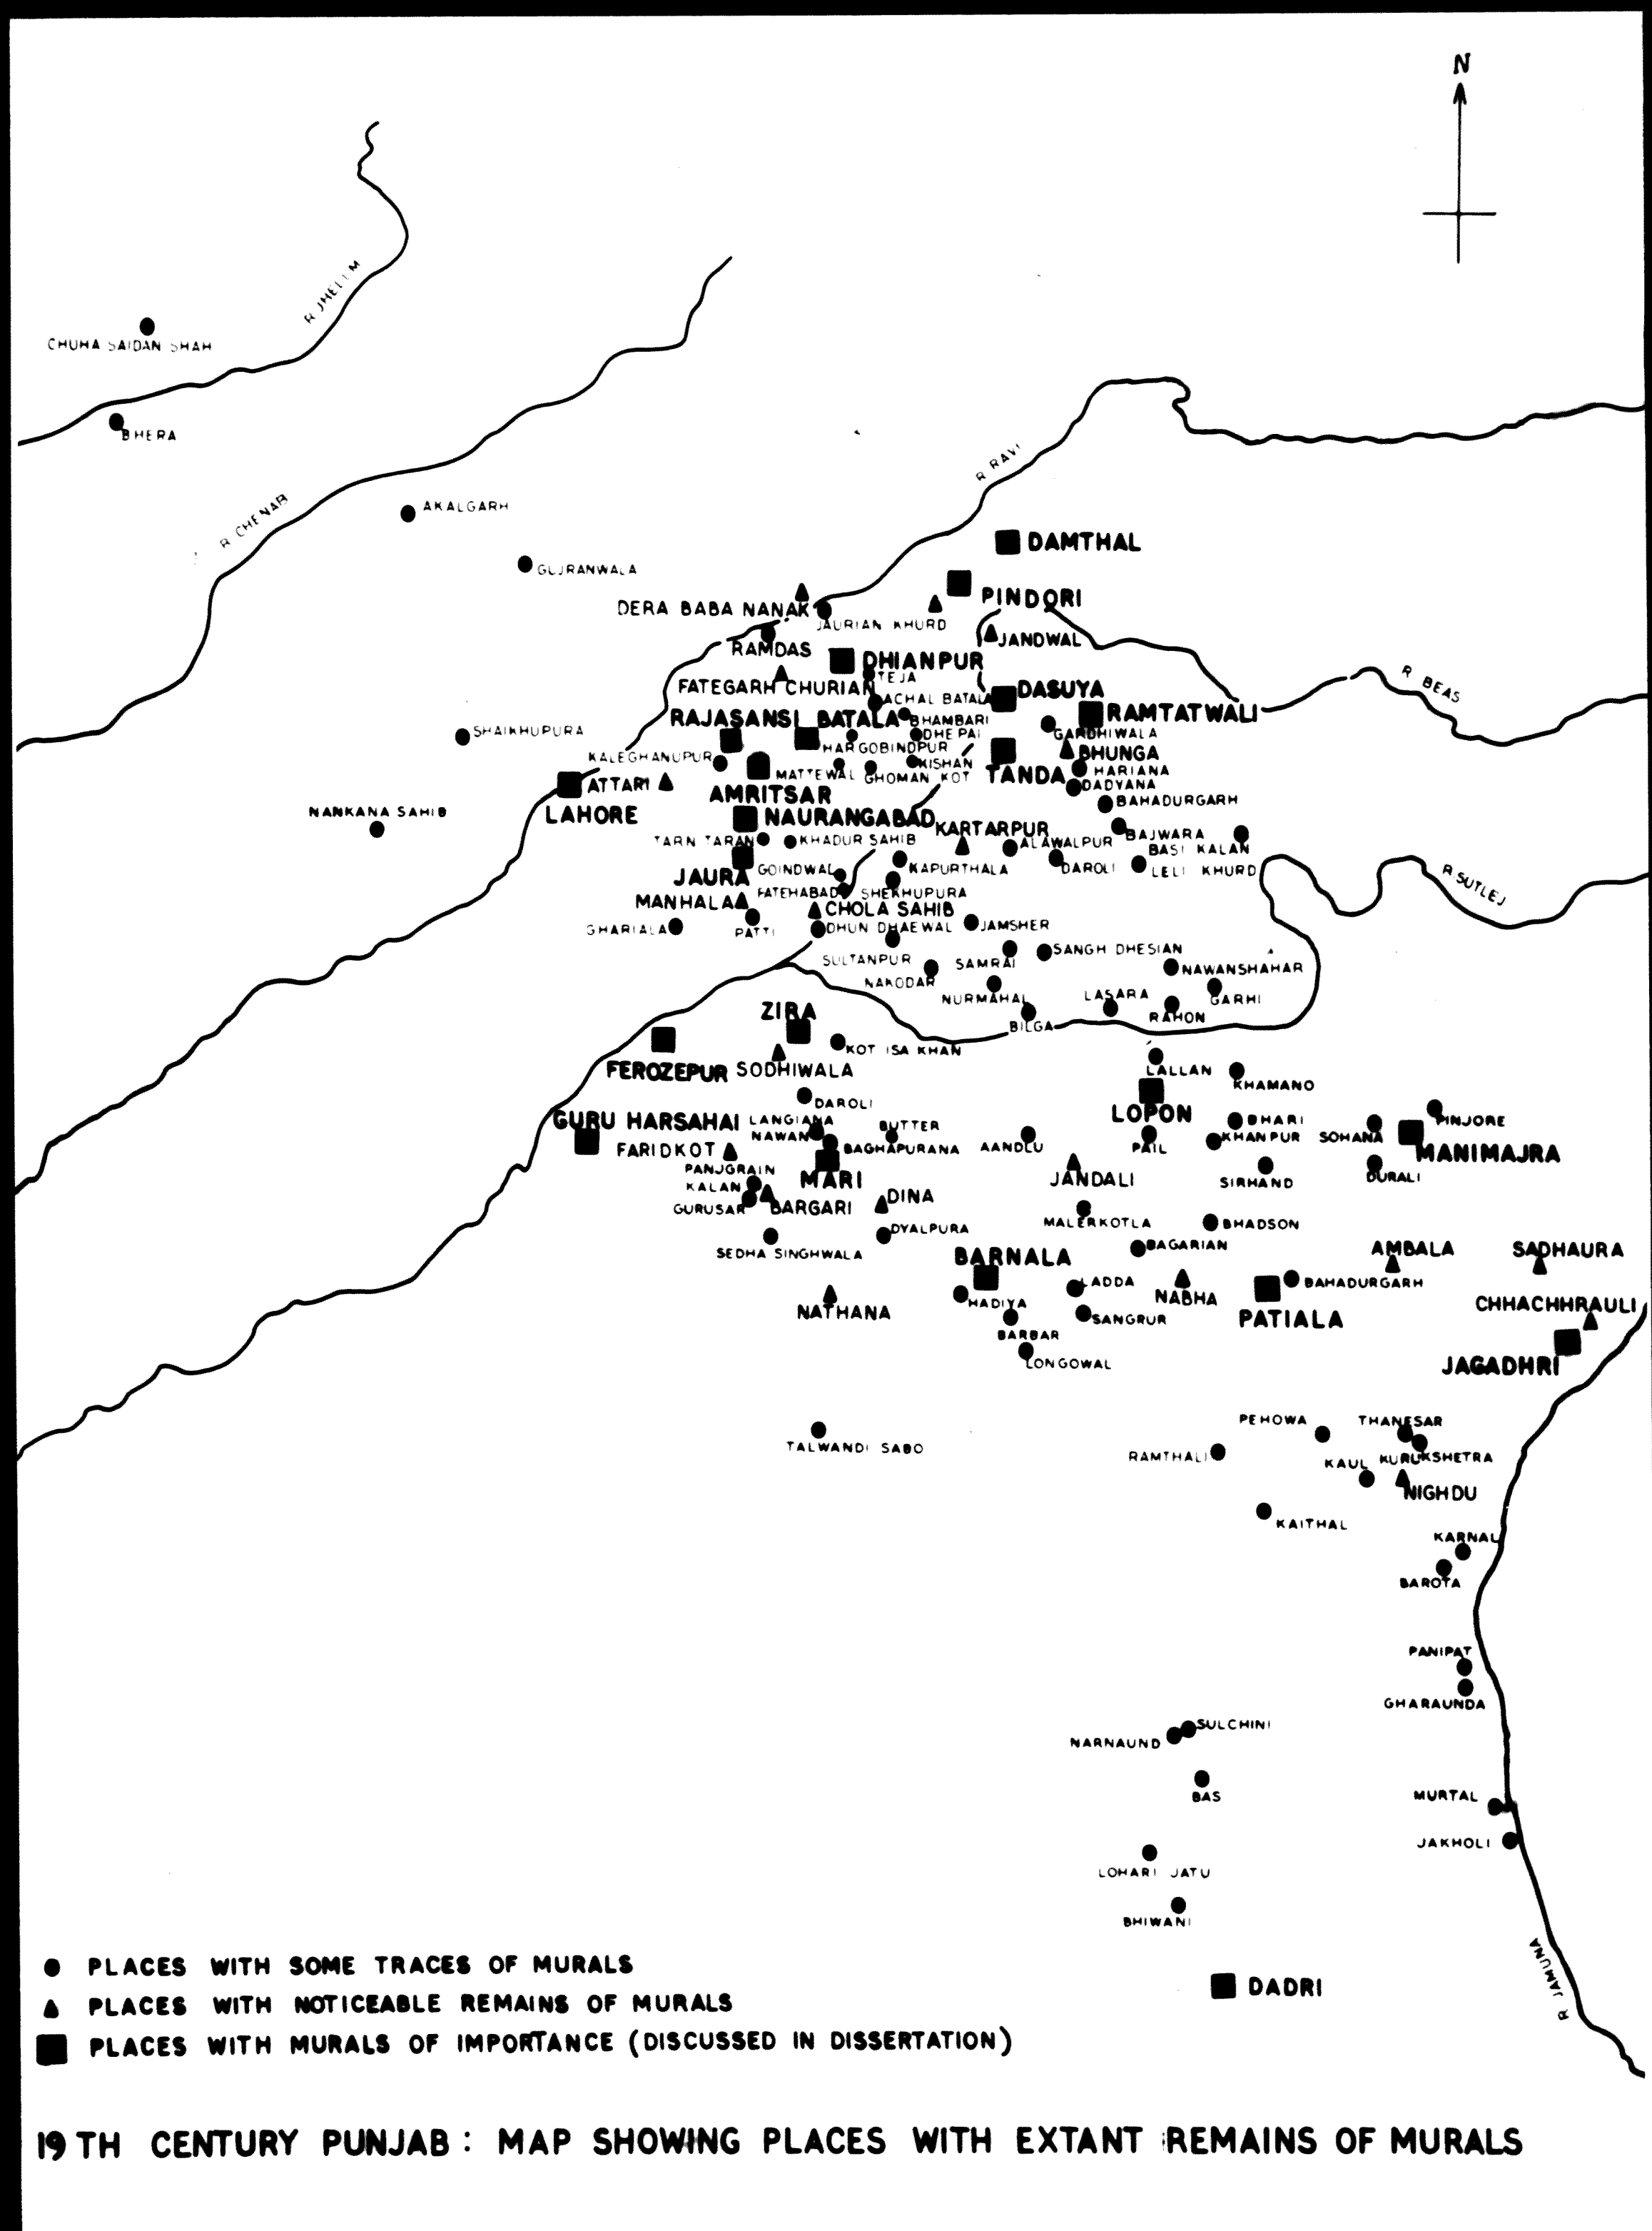 N
R JHELUM
CHUHA SAIDAN SHAH
BHERA
R CHENAB
AKALGARH
GUJRANWALA
R RAVI
DAMTHAL
PINDORI
DERA BABA NANAK
JAURIAN KHURD
JANDWAL
RAMDAS
DHIANPUR
TEJA
FATEGARH CHURIAN
ACHAL BATALA
DASUYA
R BEAS
RAJASANSI
BATALA
BHAMBARI
RAMTATWALI
SHAIKHUPURA
DHEPAI
GARDHIWALA
HARGOBINDPUR
KALEGHANUPUR
BHUNGA
KISHAN KOT
MATTEWAL
GHOMAN
TANDA
HARIANA
ATTARI
DADYANA
AMRITSAR
BAHADURGARH
LAHORE
NANKANA SAHIB
NAURANGABAD
KARTARPUR
BAJWARA
TARN TARAN
KHADUR SAHIB
ALAWALPUR
BASI KALAN
JAURA
GOINDWAL
KAPURTHALA
DAROLI
LELI KHURD
R SUTLEJ
FATEHABAD
SHEKHUPURA
MANHALA
CHOLA SAHIB
GHARIALA
PATTI
DHUN DHAEWAL
JAMSHER
SULTANPUR
SAMRAI
SANGH DHESIAN
NAWANSHAHAR
NAKODAR
NURMAHAL
LASARA
GARHI
ZIRA
BILGA
RAHON
KOT ISA KHAN
FEROZEPUR
SODHIWALA
LALLAN
KHAMANO
DAROLI
LOPON
GURU HARSAHAI
LANGIANA
NAWAN
BUTTER
BHARI
PINJORE
FARIDKOT
BAGHAPURANA
AANDLU
PAIL
KHANPUR
SOHANA
MANIMAJRA
PANJGRAIN
KALAN
MARI
JANDALI
SIRHAND
DURALI
GURUSAR
BARGARI
DINA
DYALPURA
MALERKOTLA
BHADSON
SEDHA SINGHWALA
BARNALA
BAGARIAN
AMBALA
SADHAURA
NATHANA
HADIYA
LADDA
NABHA
BAHADURGARH
CHHACHHRAULI
BARBAR
SANGRUR
PATIALA
LONGOWAL
JAGADHRI
TALWANDI SABO
PEHOWA
THANESAR
RAMTHALI
KAUL
KURUKSHETRA
NIGHDU
KAITHAL
KARNAL
BAROTA
PANIPAT
GHARAUNDA
SULCHINI
NARNAUND
BAS
MURTAL
JAKHOLI
LOHARI JATU
BHIWANI
R JAMUNA
DADRI
PLACES WITH SOME TRACES OF MURALS
PLACES WITH NOTICEABLE REMAINS OF MURALS
PLACES WITH MURALS OF IMPORTANCE (DISCUSSED IN DISSERTATION)
19TH CENTURY PUNJAB: MAP SHOWING PLACES WITH EXTANT REMAINS OF MURALS